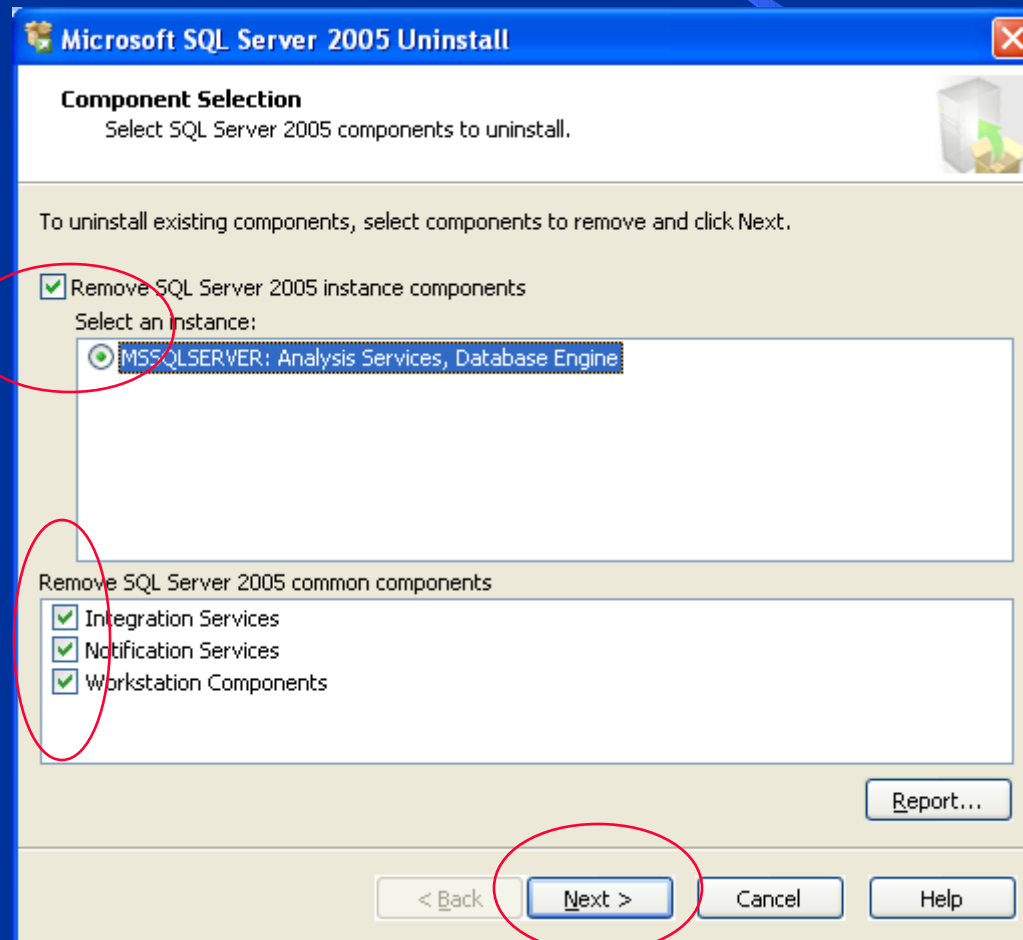 Microsoft SQL Server 2005 Uninstall
Component Selection
Select SQL Server 2005 components to uninstall.
To uninstall existing components, select components to remove and click Next.
Remove SQL Server 2005 instance components
Select an instance:
MSSQLSERVER: Analysis Services, Database Engine
Remove SQL Server 2005 common components
Integration Services
Notification Services
Workstation Components
Report...
< Back Next > Cancel Help